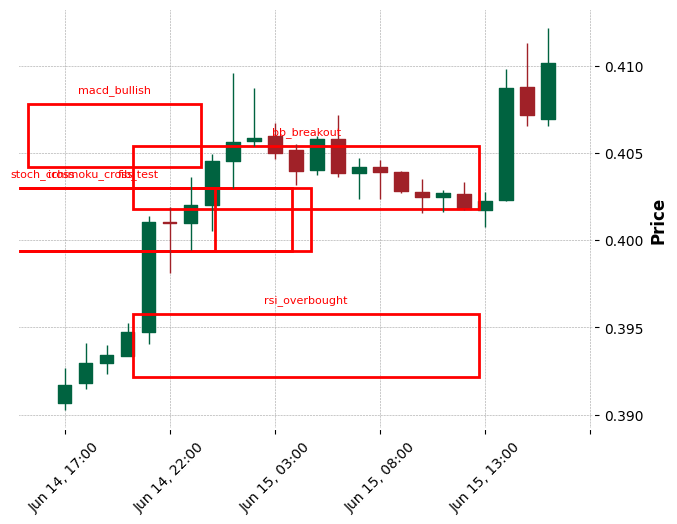 macd_bullish
bb_breakout
stoch_cross
ichimoku_cross
fib_test
rsi_overbought
0.410
0.405
0.400
0.395
0.390
Price
Jun 14, 17:00
Jun 14, 22:00
Jun 15, 03:00
Jun 15, 08:00
Jun 15, 13:00